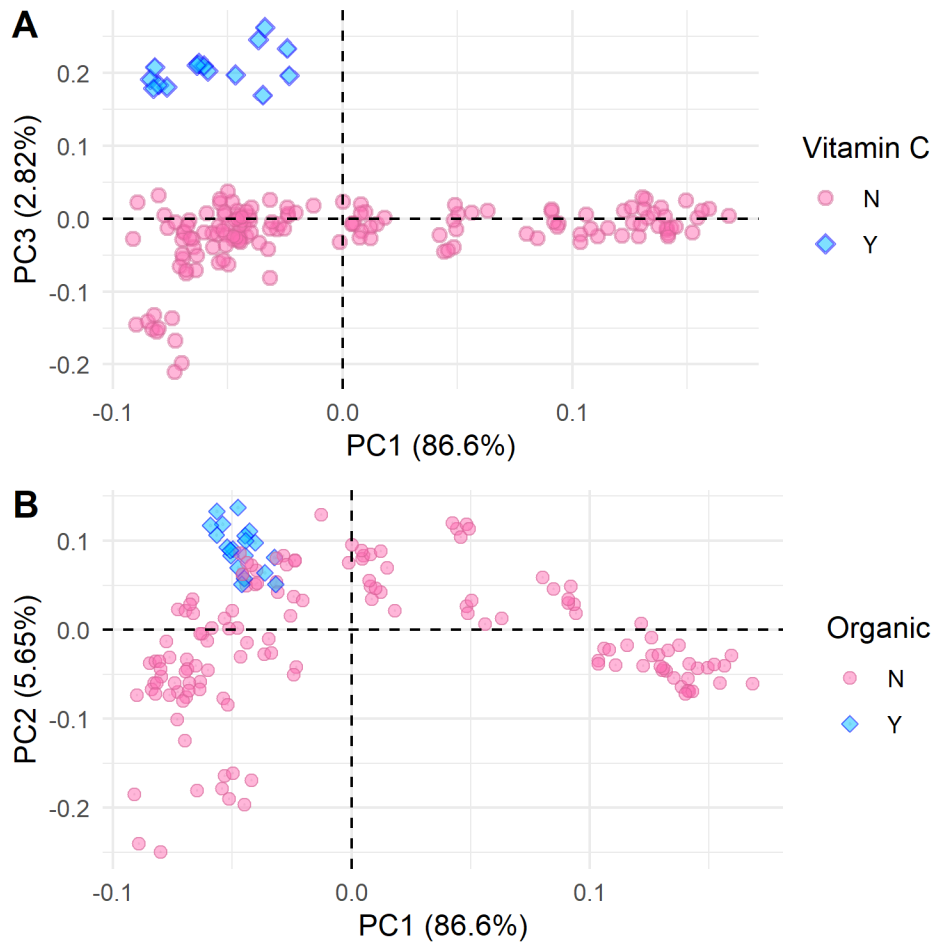 A
PC3 (2.82%)
0.2
0.1
0.0
-0.1
-0.2
-0.1
0.0
0.1
PC1 (86.6%)
Vitamin C
N
Y
B
PC2 (5.65%)
0.1
0.0
-0.1
-0.2
-0.1
0.0
0.1
PC1 (86.6%)
Organic
N
Y